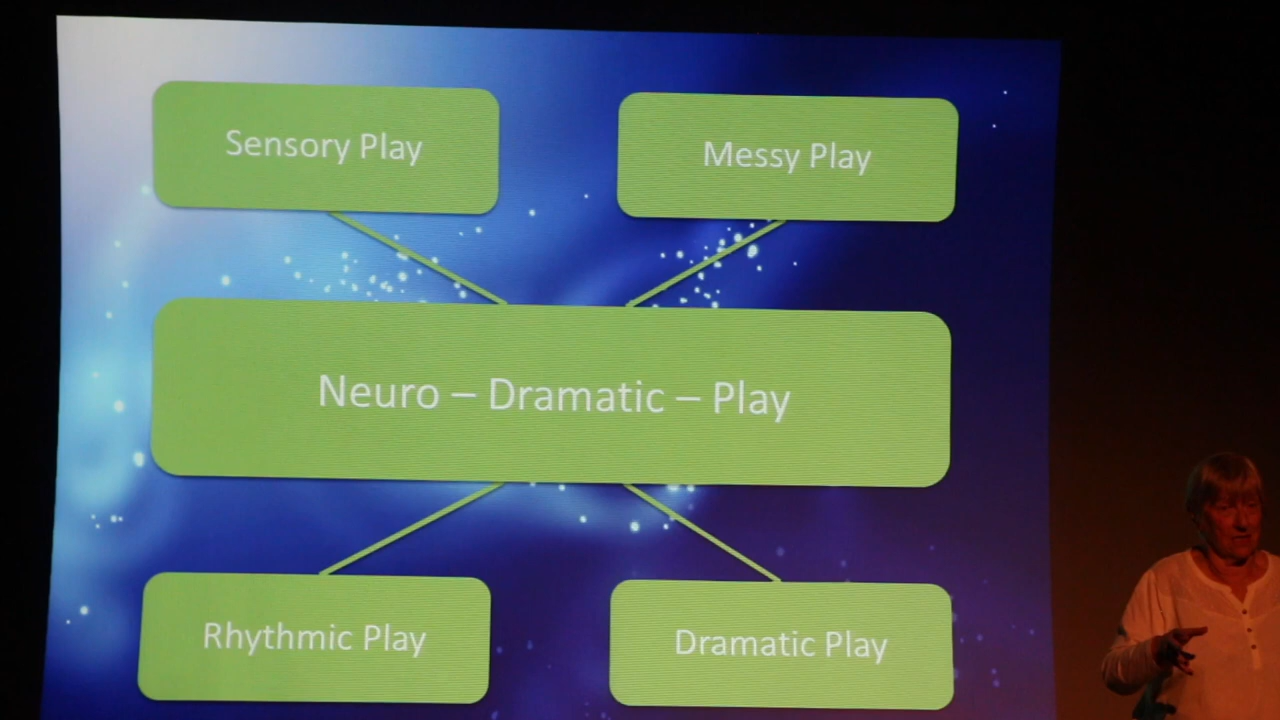 Sensory Play
Messy Play
Neuro – Dramatic – Play
Rhythmic Play
Dramatic Play